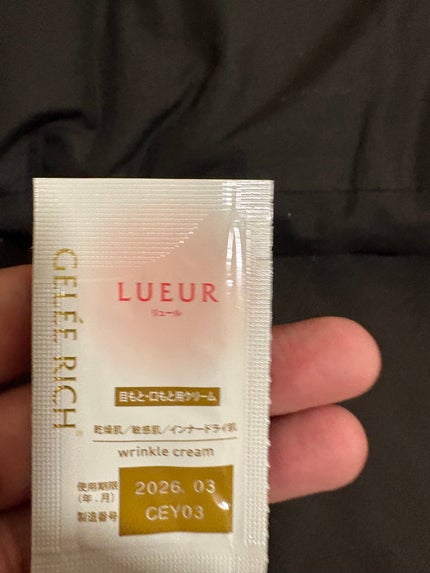 GELÉE RICH
LUEUR
リュール
目もと・口もと用クリーム
乾燥肌／敏感肌／インナードライ肌
wrinkle cream
使用期限
(年.月)
2026. 03
製造番号
CEY03